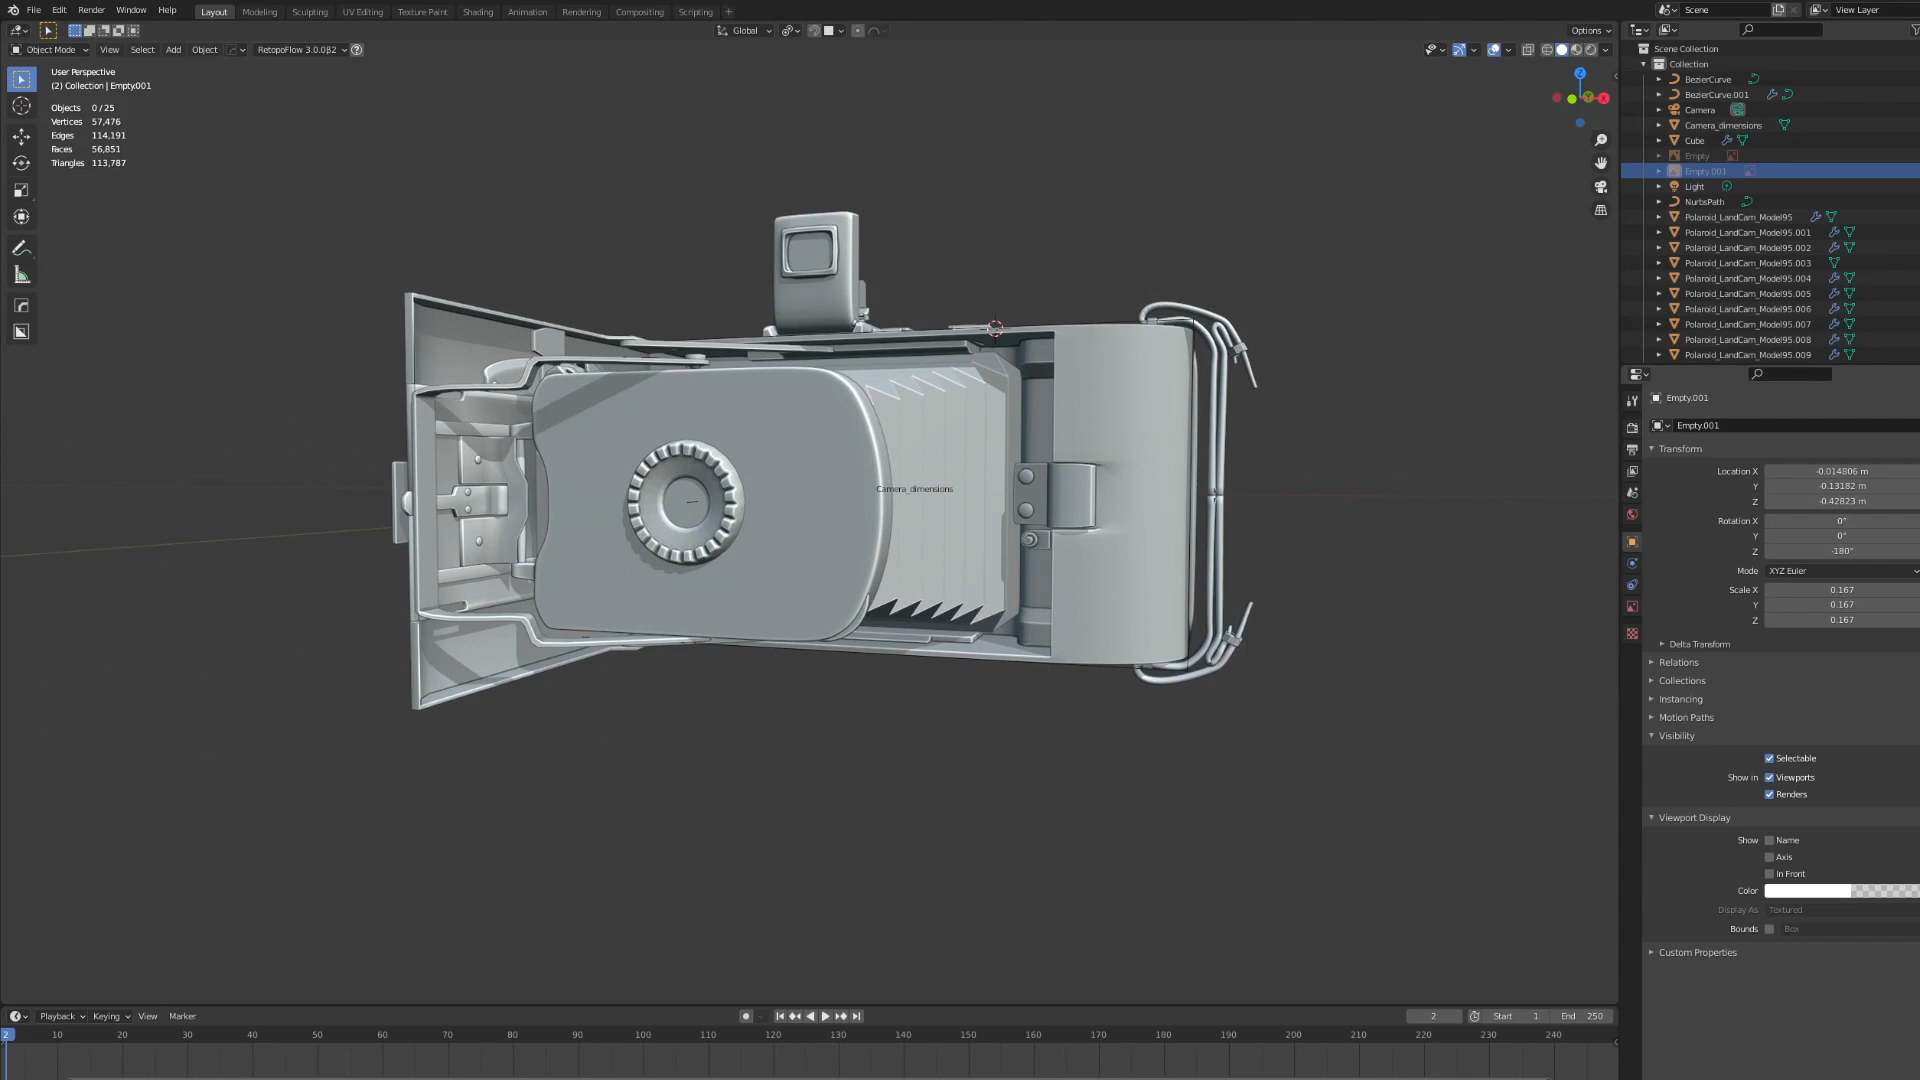 File Edit Render Window Help Layout Modeling Sculpting UV Editing Texture Paint Shading Animation Rendering Compositing Scripting + Scene View Layer
Global Options
Object Mode View Select Add Object RetopoFlow 3.0.0β2 ?
User Perspective
(2) Collection | Empty.001
Objects 0 / 25
Vertices 57,476
Edges 114,191
Faces 56,851
Triangles 113,787
Z
Y
X
Camera_dimensions
Scene Collection
Collection
BezierCurve
BezierCurve.001
Camera
Camera_dimensions
Cube
Empty
Empty.001
Light
NurbsPath
Polaroid_LandCam_Model95
Polaroid_LandCam_Model95.001
Polaroid_LandCam_Model95.002
Polaroid_LandCam_Model95.003
Polaroid_LandCam_Model95.004
Polaroid_LandCam_Model95.005
Polaroid_LandCam_Model95.006
Polaroid_LandCam_Model95.007
Polaroid_LandCam_Model95.008
Polaroid_LandCam_Model95.009
Empty.001
Empty.001
Transform
Location X -0.014806 m
Y -0.13182 m
Z -0.42823 m
Rotation X 0°
Y 0°
Z -180°
Mode XYZ Euler
Scale X 0.167
Y 0.167
Z 0.167
Delta Transform
Relations
Collections
Instancing
Motion Paths
Visibility
Selectable
Show in Viewports
Renders
Viewport Display
Show Name
Axis
In Front
Color
Display As Textured
Bounds Box
Custom Properties
Playback Keying View Marker 2 Start 1 End 250
2 10 20 30 40 50 60 70 80 90 100 110 120 130 140 150 160 170 180 190 200 210 220 230 240